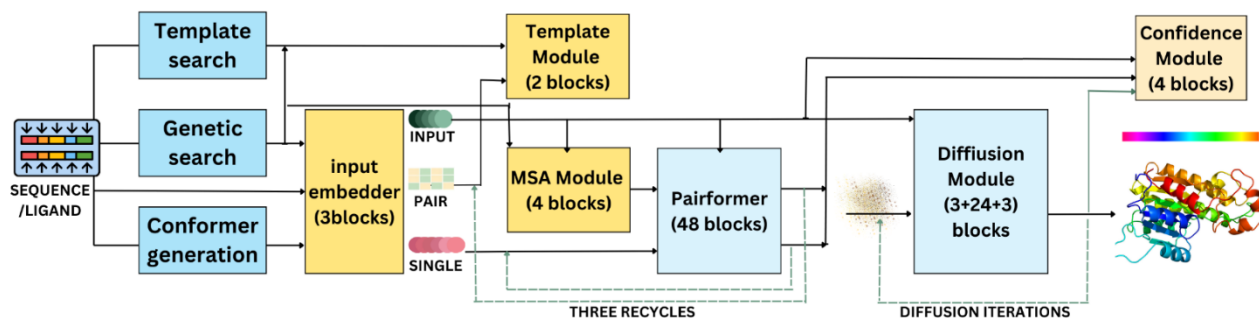 Template
search
Template
Module
(2 blocks)
Confidence
Module
(4 blocks)
Genetic
search
SEQUENCE
/LIGAND
input
embedder
(3blocks)
INPUT
PAIR
SINGLE
MSA Module
(4 blocks)
Pairformer
(48 blocks)
Diffiusion
Module
(3+24+3)
blocks
Conformer
generation
THREE RECYCLES
DIFFUSION ITERATIONS